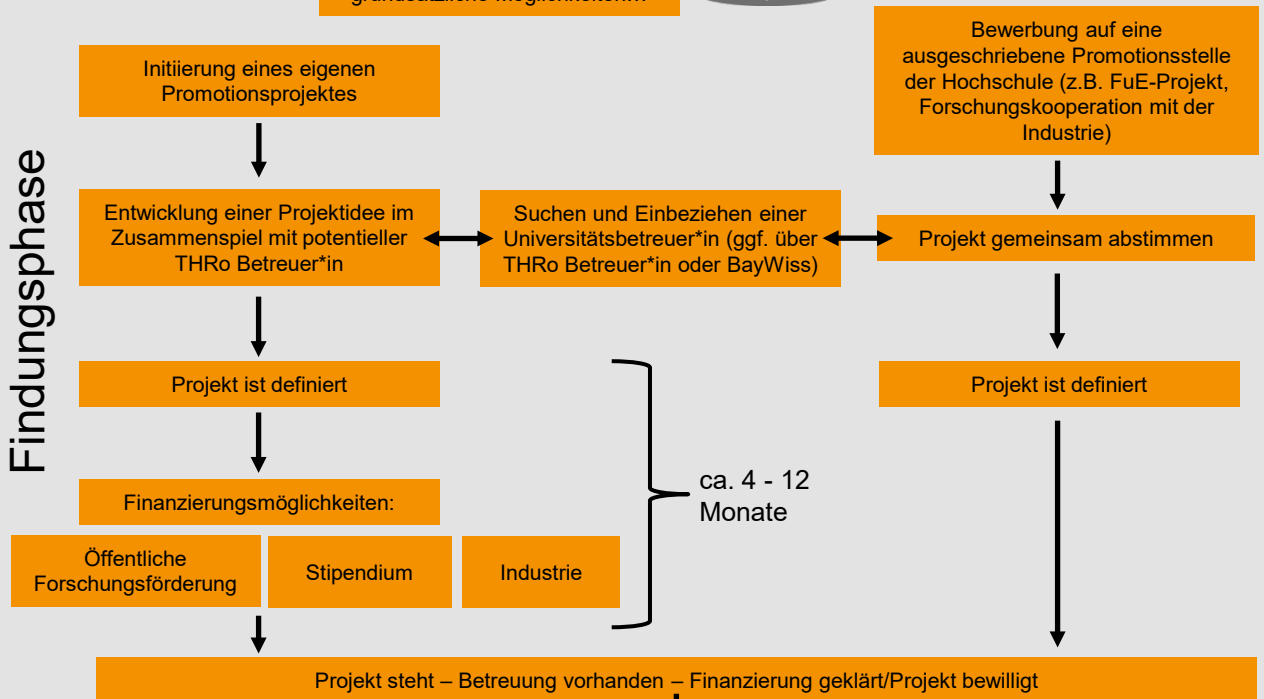 grundsätzliche Möglichkeiten…
Bewerbung auf eine
ausgeschriebene Promotionsstelle
der Hochschule (z.B. FuE-Projekt,
Forschungskooperation mit der
Industrie)
Initiierung eines eigenen
Promotionsprojektes
Findungsphase
Entwicklung einer Projektidee im
Zusammenspiel mit potentieller
THRo Betreuer*in
Suchen und Einbeziehen einer
Universitätsbetreuer*in (ggf. über
THRo Betreuer*in oder BayWiss)
Projekt gemeinsam abstimmen
Projekt ist definiert
Projekt ist definiert
Finanzierungsmöglichkeiten:
ca. 4 - 12
Monate
Öffentliche
Forschungsförderung
Stipendium
Industrie
Projekt steht – Betreuung vorhanden – Finanzierung geklärt/Projekt bewilligt